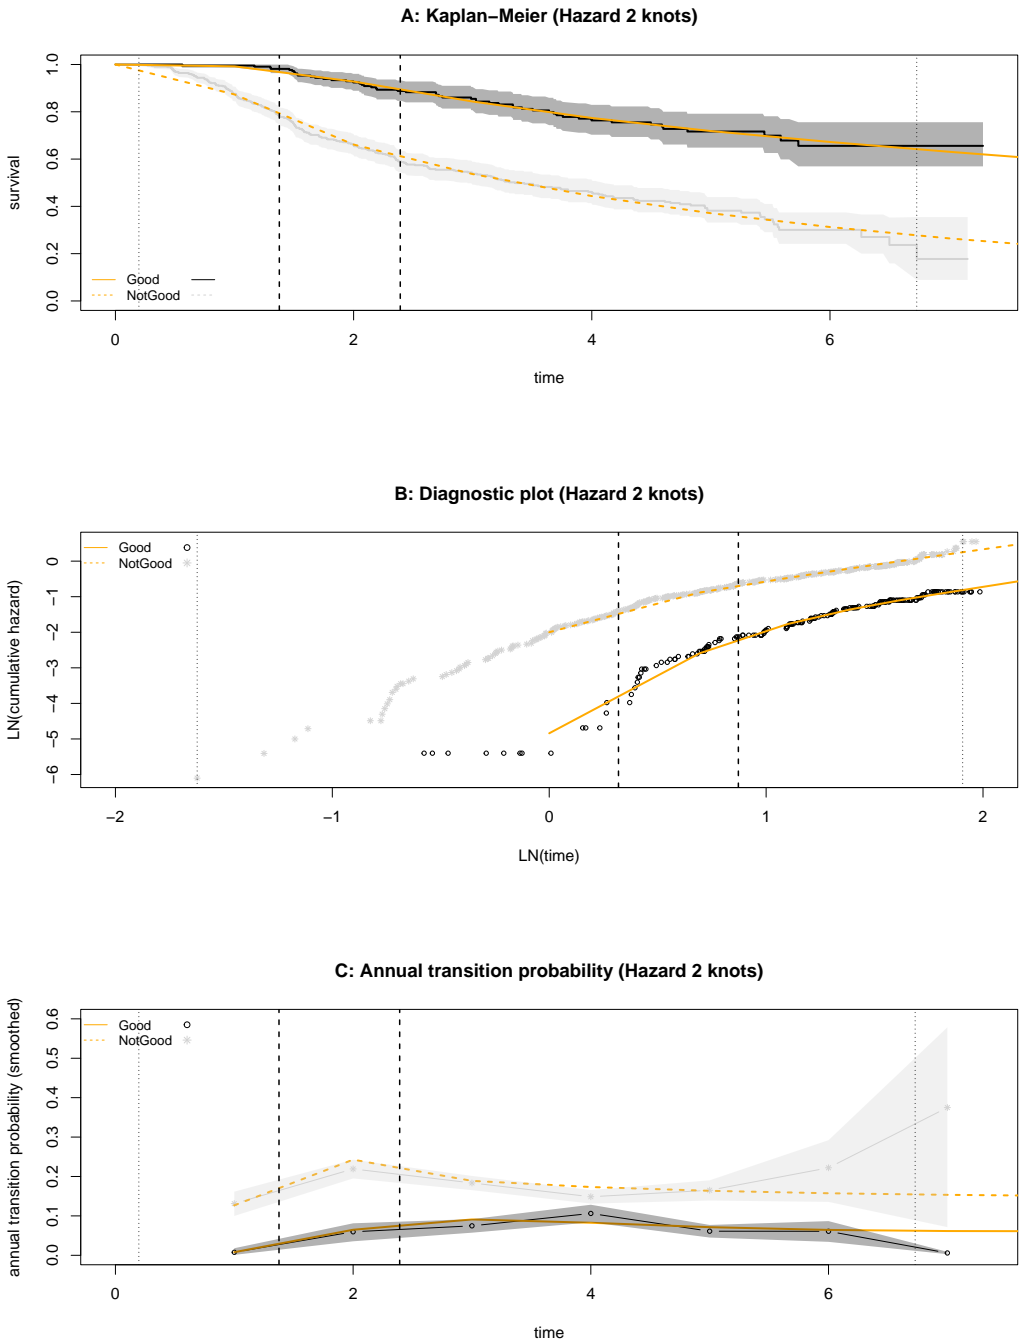 A: Kaplan−Meier (Hazard 2 knots)
survival
1.0
0.8
0.6
0.4
0.2
0.0
Good
NotGood
0 2 4 6
time
B: Diagnostic plot (Hazard 2 knots)
LN(cumulative hazard)
0
−1
−2
−3
−4
−5
−6
Good
NotGood
−2 −1 0 1 2
LN(time)
C: Annual transition probability (Hazard 2 knots)
annual transition probability (smoothed)
0.6
0.5
0.4
0.3
0.2
0.1
0.0
Good
NotGood
0 2 4 6
time